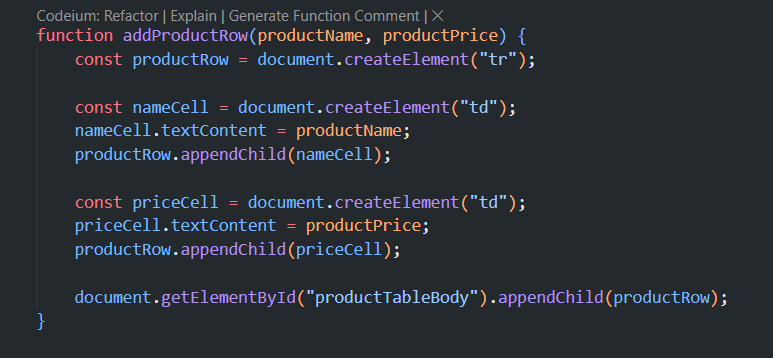 Codeium: Refactor | Explain | Generate Function Comment | ×
function addProductRow(productName, productPrice) {
    const productRow = document.createElement("tr");

    const nameCell = document.createElement("td");
    nameCell.textContent = productName;
    productRow.appendChild(nameCell);

    const priceCell = document.createElement("td");
    priceCell.textContent = productPrice;
    productRow.appendChild(priceCell);

    document.getElementById("productTableBody").appendChild(productRow);
}